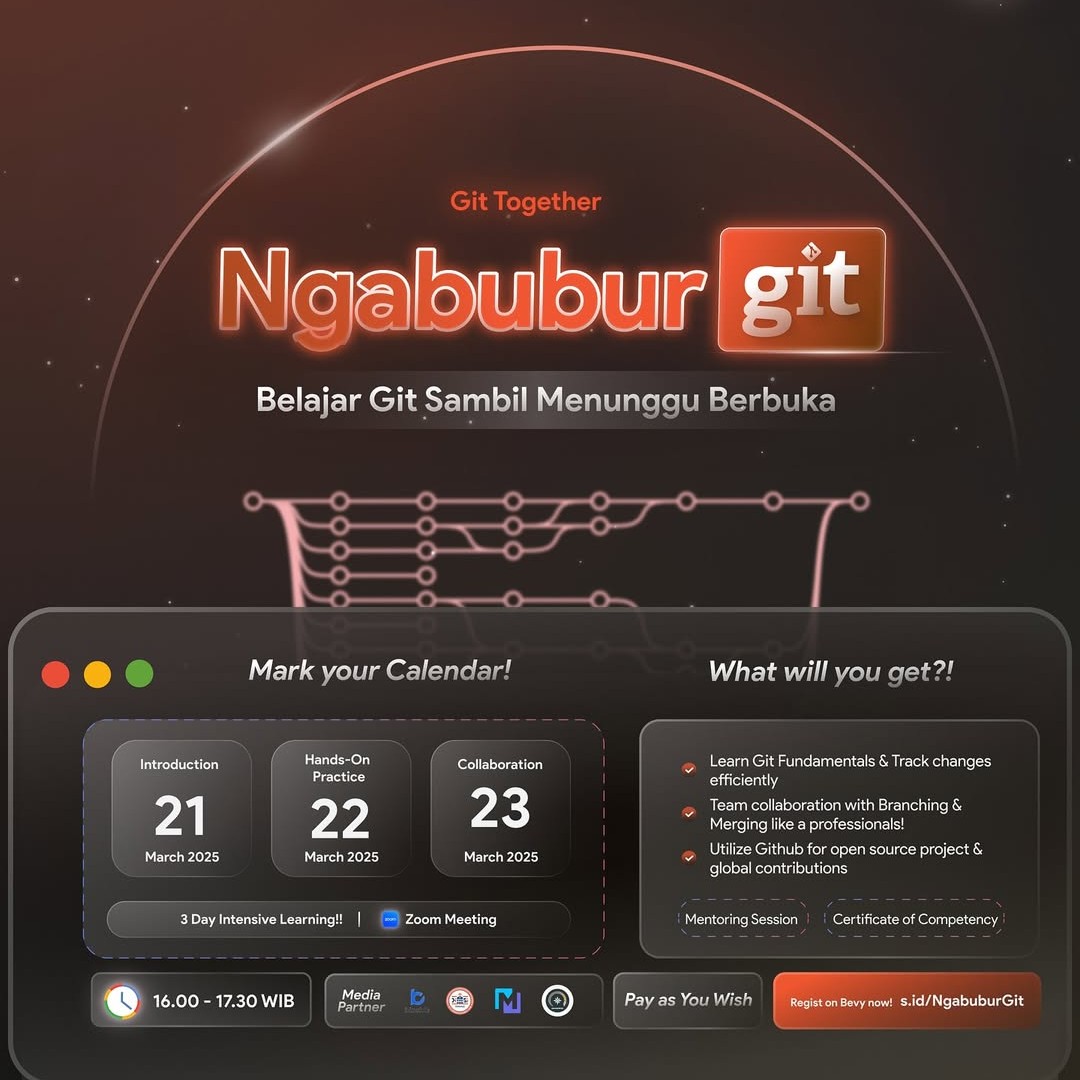 Git Together
Ngabubur git
Belajar Git Sambil Menunggu Berbuka
Mark your Calendar!
Introduction
21
March 2025
Hands-On
Practice
22
March 2025
Collaboration
23
March 2025
3 Day Intensive Learning!! | Zoom Meeting
What will you get?!
Learn Git Fundamentals & Track changes
efficiently
Team collaboration with Branching &
Merging like a professionals!
Utilize Github for open source project &
global contributions
Mentoring Session
Certificate of Competency
16.00 - 17.30 WIB
Media
Partner
Pay as You Wish
Regist on Bevy now! s.id/NgabuburGit